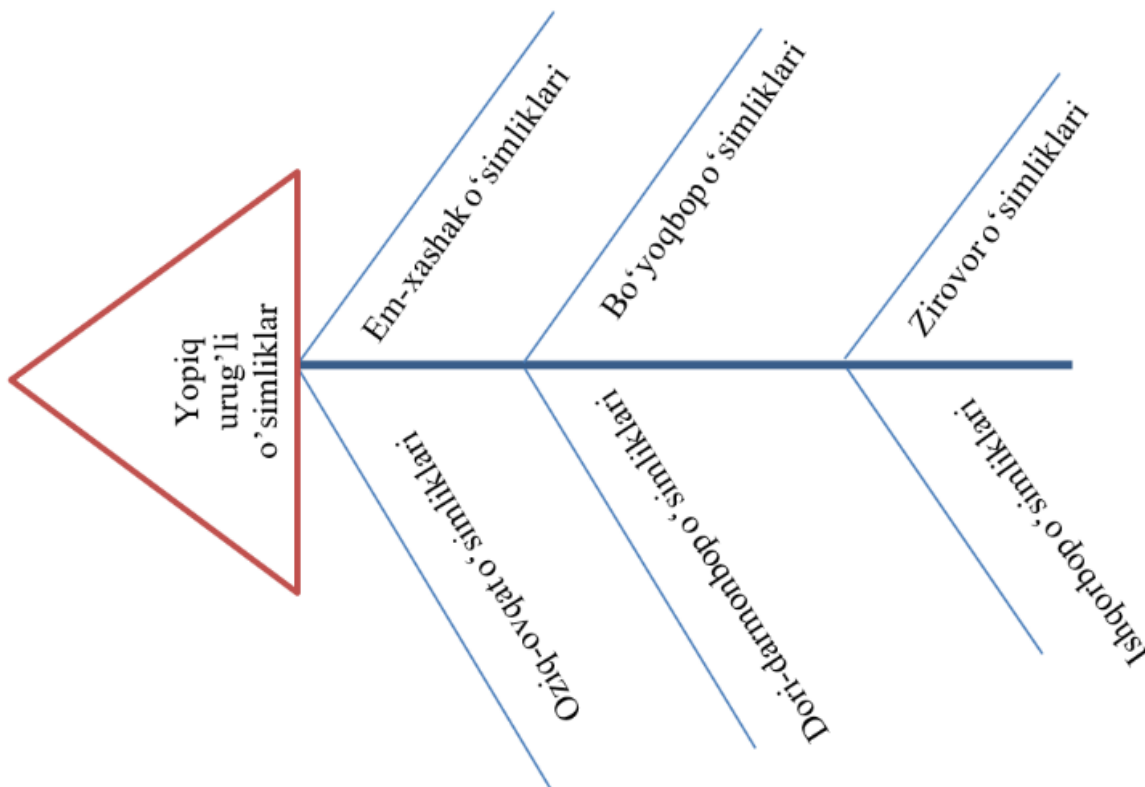 Yopiq
urug’li
o’simliklar
Em-xashak o‘simliklari
Bo‘yoqbop o‘simliklari
Zirovor o‘simliklari
Oziq-ovqat o‘simliklari
Dori-darmonbop o‘simliklari
Ishqorbop o‘simliklari